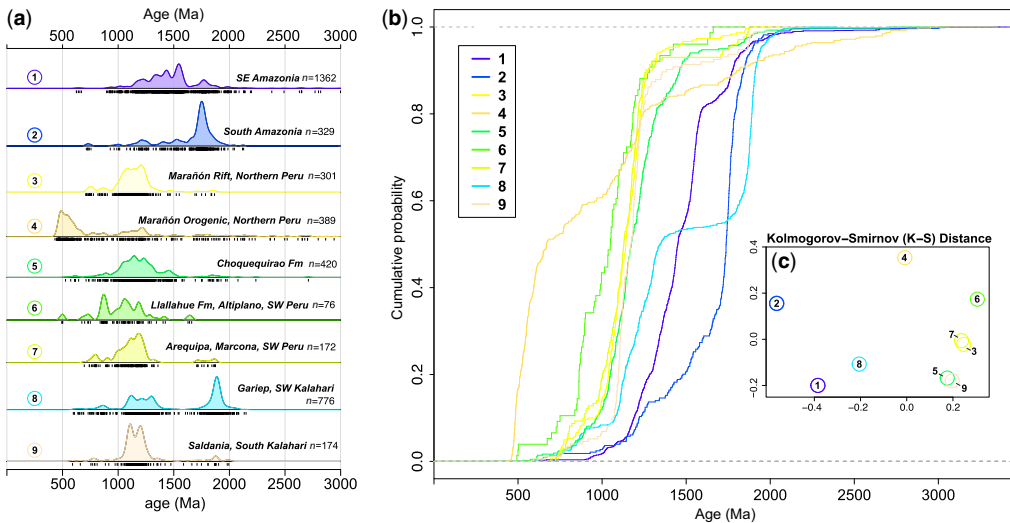 (a)
Age (Ma)
0 500 1000 1500 2000 2500 3000
1 SE Amazonia n=1362
2 South Amazonia n=329
3 Marañón Rift, Northern Peru n=301
4 Marañón Orogenic, Northern Peru n=389
5 Choquequirao Fm n=420
6 Llallahue Fm, Altiplano, SW Peru n=76
7 Arequipa, Marcona, SW Peru n=172
8 Gariep, SW Kalahari
n=776
9 Saldania, South Kalahari n=174
500 1000 1500 2000 2500 3000
age (Ma)
(b)
Cumulative probability
1.0
0.8
0.6
0.4
0.2
0.0
1
2
3
4
5
6
7
8
9
500 1000 1500 2000 2500 3000
Age (Ma)
Kolmogorov–Smirnov (K–S) Distance
(c)
0.4
0.2
0.0
−0.2
4
2
6
7
3
8
5
1
9
−0.4 −0.2 0.0 0.2